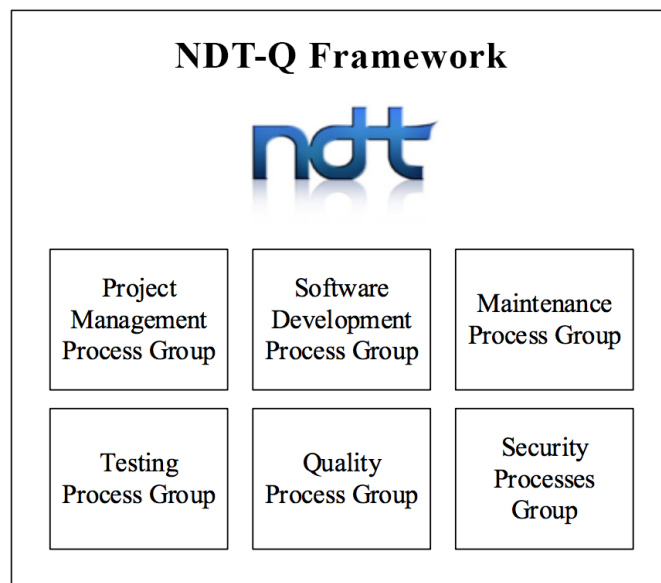 NDT-Q Framework
ndt
Project
Management
Process Group
Software
Development
Process Group
Maintenance
Process Group
Testing
Process Group
Quality
Process Group
Security
Processes
Group